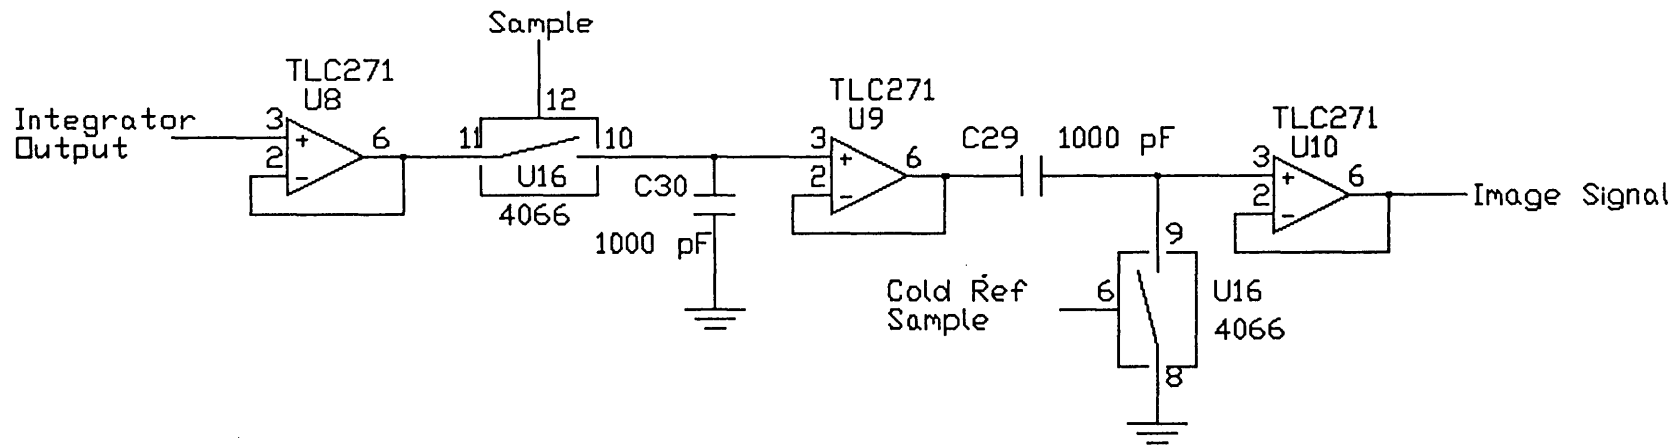 Sample
TLC271
U8
Integrator
Output
3
2
6
12
11
10
U16
4066
C30
1000 pF
TLC271
U9
3
2
6
C29
1000 pF
TLC271
U10
3
2
6
Image Signal
Cold Ref
Sample
6
9
8
U16
4066